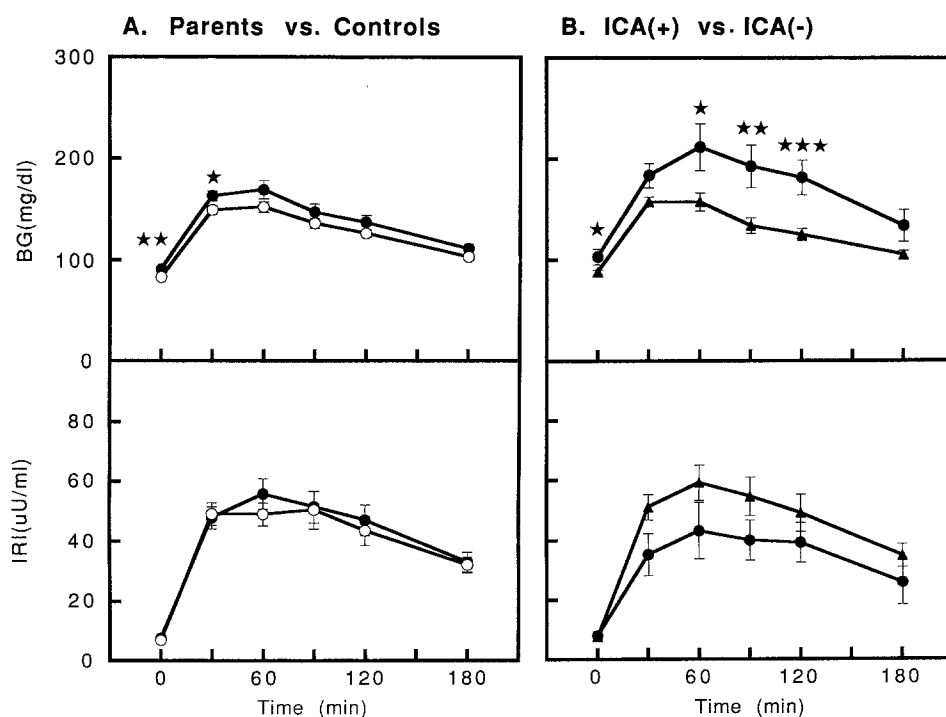 A. Parents vs. Controls
B. ICA(+) vs. ICA(-)
300
200
100
0
BG(mg/dl)
★★
★
★
★
★★
★★★
80
60
40
20
0
IRI(uU/ml)
0 60 120 180
Time (min)
0 60 120 180
Time (min)